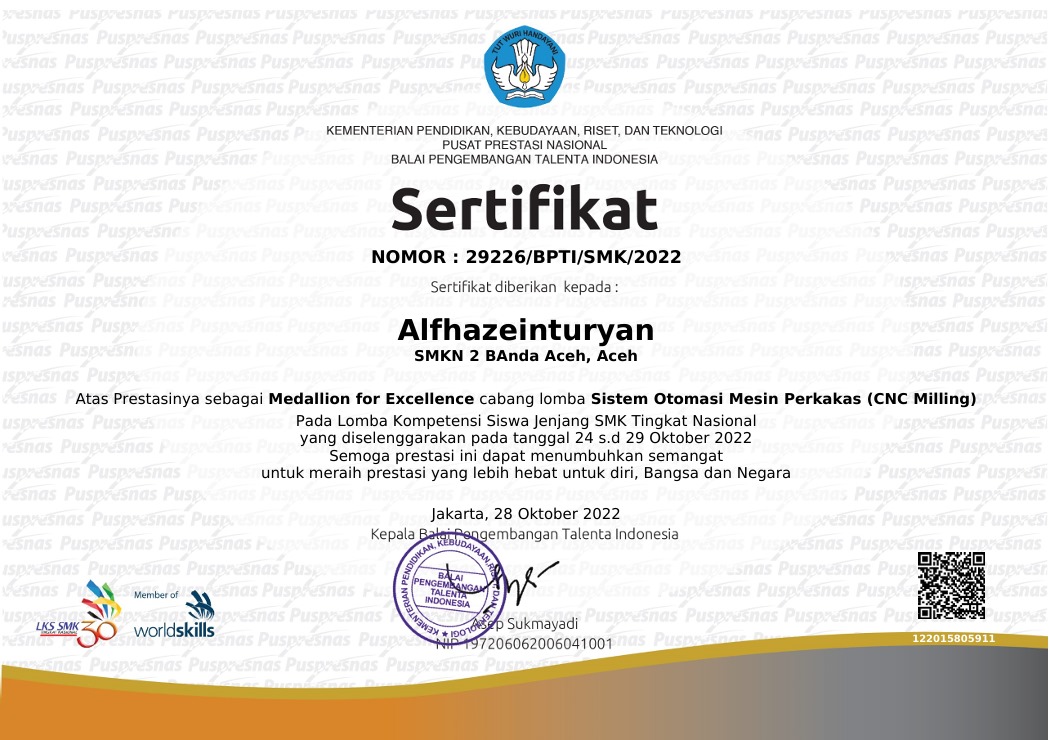 TUT WURI HANDAYANI
KEMENTERIAN PENDIDIKAN, KEBUDAYAAN, RISET, DAN TEKNOLOGI
PUSAT PRESTASI NASIONAL
BALAI PENGEMBANGAN TALENTA INDONESIA
Sertifikat
NOMOR : 29226/BPTI/SMK/2022
Sertifikat diberikan kepada :
Alfhazeinturyan
SMKN 2 BAnda Aceh, Aceh
Atas Prestasinya sebagai Medallion for Excellence cabang lomba Sistem Otomasi Mesin Perkakas (CNC Milling)
Pada Lomba Kompetensi Siswa Jenjang SMK Tingkat Nasional
yang diselenggarakan pada tanggal 24 s.d 29 Oktober 2022
Semoga prestasi ini dapat menumbuhkan semangat
untuk meraih prestasi yang lebih hebat untuk diri, Bangsa dan Negara
Jakarta, 28 Oktober 2022
Kepala Balai Pengembangan Talenta Indonesia
KEMENTERIAN PENDIDIKAN, KEBUDAYAAN, RISET, DAN TEKNOLOGI
BALAI
PENGEMBANGAN
TALENTA
INDONESIA
Asep Sukmayadi
NIP 197206062006041001
LKS SMK
30
Member of
worldskills
122015805911